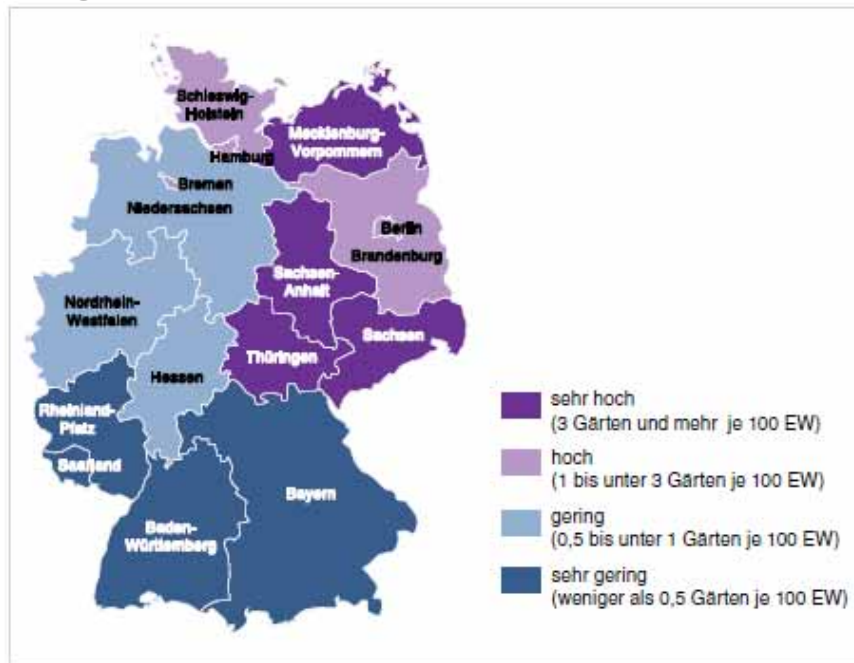 Schleswig-
Holstein
Mecklenburg-
Vorpommern
Hamburg
Bremen
Niedersachsen
Berlin
Brandenburg
Sachsen-
Anhalt
Nordrhein-
Westfalen
Sachsen
Thüringen
Hessen
Rheinland-
Pfalz
Saarland
Bayern
Baden-
Württemberg
sehr hoch
(3 Gärten und mehr je 100 EW)
hoch
(1 bis unter 3 Gärten je 100 EW)
gering
(0,5 bis unter 1 Gärten je 100 EW)
sehr gering
(weniger als 0,5 Gärten je 100 EW)